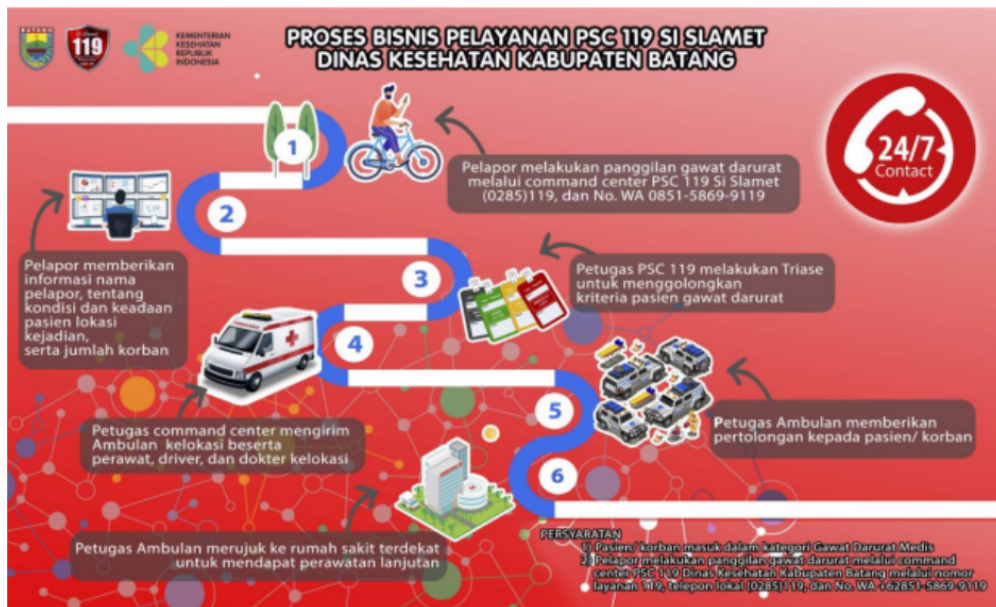 BATANG
119
KEMENTERIAN
KESEHATAN
REPUBLIK
INDONESIA
PROSES BISNIS PELAYANAN PSC 119 SI SLAMET
DINAS KESEHATAN KABUPATEN BATANG
24/7
Contact
1
Pelapor melakukan panggilan gawat darurat
melalui command center PSC 119 Si Slamet
(0285)119, dan No. WA 0851-5869-9119
2
Pelapor memberikan
informasi nama
pelapor, tentang
kondisi dan keadaan
pasien lokasi
kejadian,
serta jumlah korban
3
Petugas PSC 119 melakukan Triase
untuk menggolongkan
kriteria pasien gawat darurat
4
Petugas command center mengirim
Ambulan kelokasi beserta
perawat, driver, dan dokter kelokasi
5
Petugas Ambulan memberikan
pertolongan kepada pasien/ korban
6
Petugas Ambulan merujuk ke rumah sakit terdekat
untuk mendapat perawatan lanjutan
PERSYARATAN
1) Pasien/ korban masuk dalam kategori Gawat Darurat Medis
2) Pelapor melakukan panggilan gawat darurat melalui command
center PSC 119 Dinas Kesehatan Kabupaten Batang melalui nomor
layanan 119, telepon lokal (0285)119, dan No. WA +62851-5869-9119